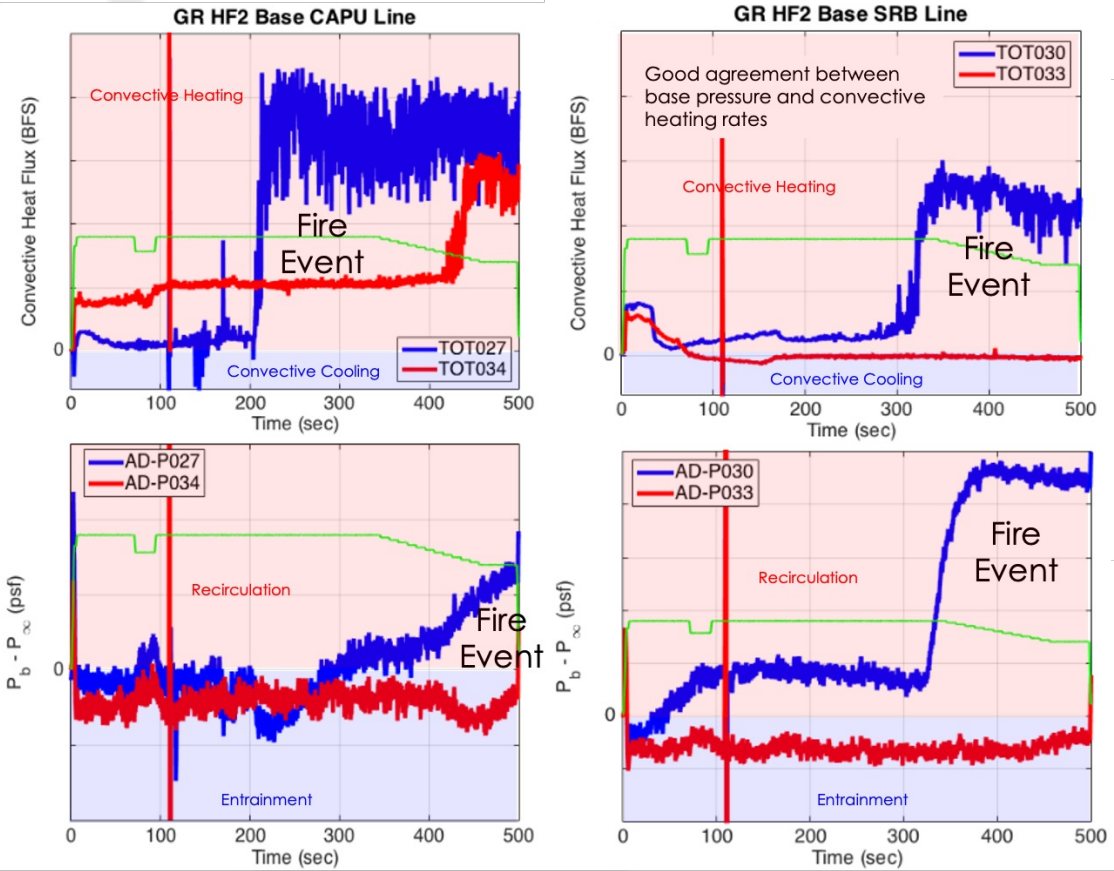 GR HF2 Base CAPU Line
Convective Heat Flux (BFS)
Convective Heating
Fire
Event
0
Convective Cooling
TOT027
TOT034
0 100 200 300 400 500
Time (sec)
GR HF2 Base SRB Line
Convective Heat Flux (BFS)
TOT030
TOT033
Good agreement between
base pressure and convective
heating rates
Convective Heating
Fire
Event
0
Convective Cooling
0 100 200 300 400 500
Time (sec)
AD-P027
AD-P034
P b - P ∞ (psf)
Recirculation
Fire
Event
0
Entrainment
0 100 200 300 400 500
Time (sec)
AD-P030
AD-P033
P b - P ∞ (psf)
Fire
Event
Recirculation
0
Entrainment
0 100 200 300 400 500
Time (sec)